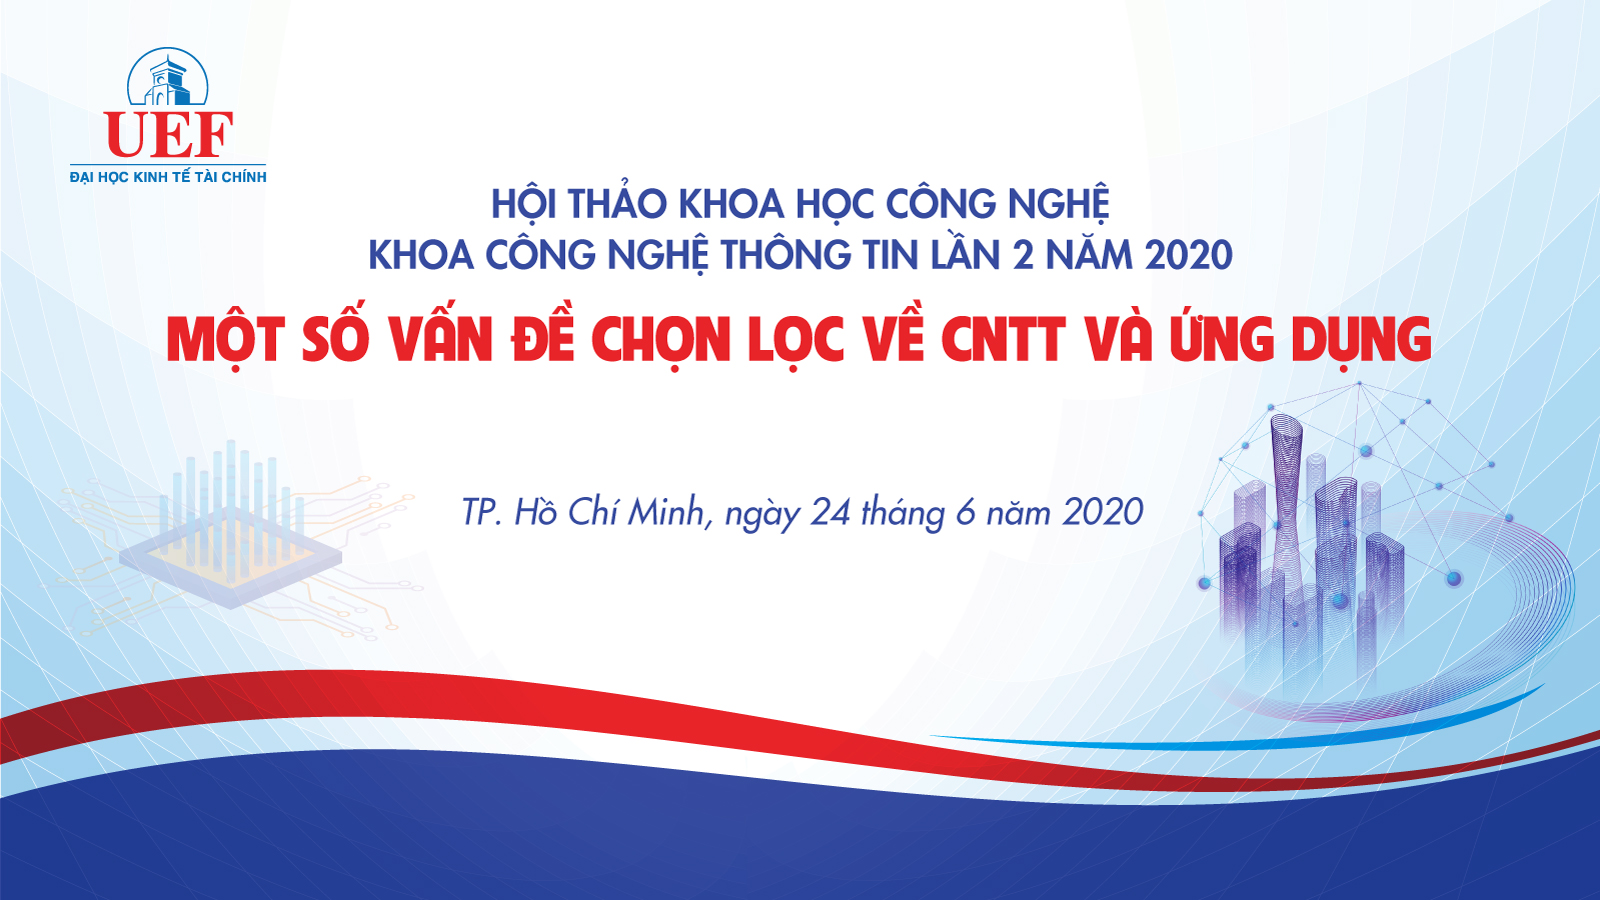 UEF
ĐẠI HỌC KINH TẾ TÀI CHÍNH
HỘI THẢO KHOA HỌC CÔNG NGHỆ
KHOA CÔNG NGHỆ THÔNG TIN LẦN 2 NĂM 2020
MỘT SỐ VẤN ĐỀ CHỌN LỌC VỀ CNTT VÀ ỨNG DỤNG
TP. Hồ Chí Minh, ngày 24 tháng 6 năm 2020